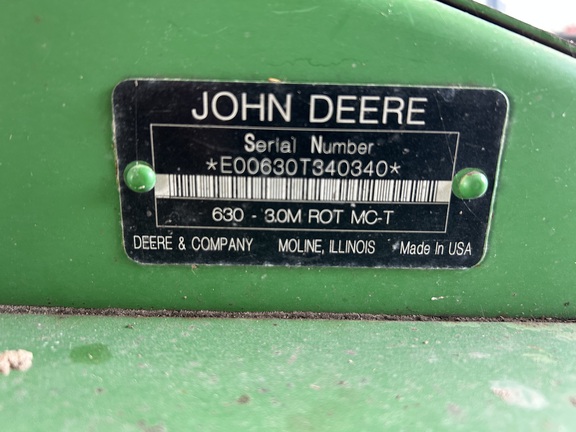 JOHN DEERE
Serial Number
*E00630T340340*
630 - 3.0M ROT MC-T
DEERE & COMPANY MOLINE, ILLINOIS Made In USA